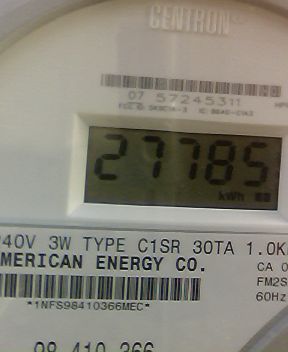 CENTRON
07 57245311
27785
kWh
240V 3W TYPE C1SR 30TA 1.0K
AMERICAN ENERGY CO.
CA 0
FM2S
60Hz
*1NFS98410366MEC*
98 410 366